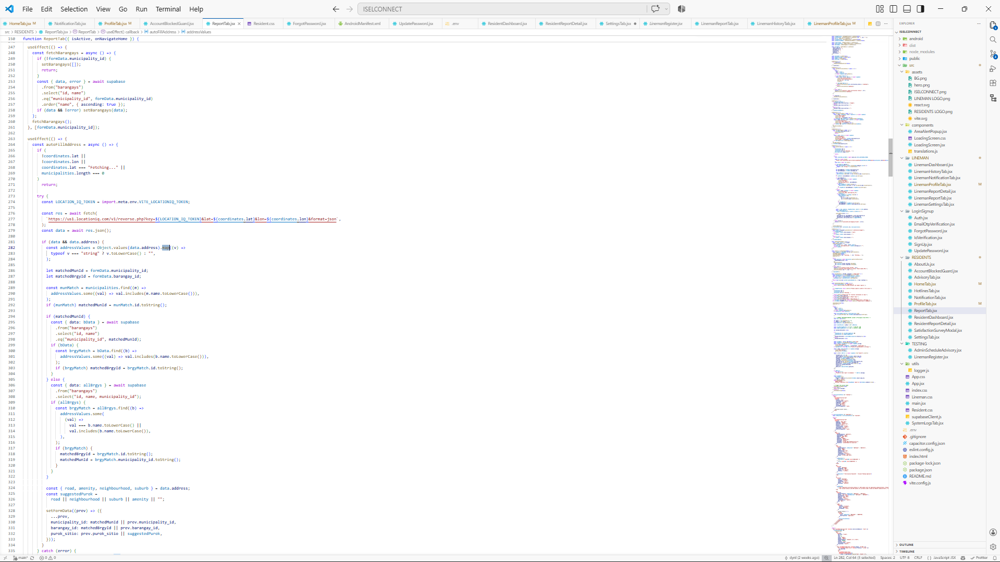 File Edit Selection View Go Run Terminal Help
ISELCONNECT
HomeTab.jsx M NotificationTab.jsx ProfileTab.jsx M AccountBlockedGuard.jsx ReportTab.jsx Resident.css ForgotPassword.jsx AndroidManifest.xml UpdatePassword.jsx .env ResidentDashboard.jsx ResidentReportDetail.jsx SettingsTab.jsx LinemanRegister.jsx LinemanReportTab.jsx LinemanHistoryTab.jsx LinemanProfileTab.jsx M
src > RESIDENTS > ReportTab.jsx > ReportTab > useEffect() callback > autoFillAddress > addressValues
150 function ReportTab({ isActive, onNavigateHome }) {
247 useEffect(() => {
248 const fetchBarangays = async () => {
249 if (!formData.municipality_id) {
250 setBarangays([]);
251 return;
252 }
253 const { data, error } = await supabase
254 .from("barangays")
255 .select("id, name")
256 .eq("municipality_id", formData.municipality_id)
257 .order("name", { ascending: true });
258 if (data && !error) setBarangays(data);
259 };
260 fetchBarangays();
261 }, [formData.municipality_id]);
262
263 useEffect(() => {
264 const autoFillAddress = async () => {
265 if (
266 !coordinates.lat ||
267 !coordinates.lon ||
268 coordinates.lat === "Fetching..." ||
269 municipalities.length === 0
270 )
271 return;
272
273 try {
274 const LOCATION_IQ_TOKEN = import.meta.env.VITE_LOCATIONIQ_TOKEN;
275
276 const res = await fetch(
277 `https://us1.locationiq.com/v1/reverse.php?key=${LOCATION_IQ_TOKEN}&lat=${coordinates.lat}&lon=${coordinates.lon}&format=json`,
278 );
279 const data = await res.json();
280
281 if (data && data.address) {
282 const addressValues = Object.values(data.address).map((v) =>
283 typeof v === "string" ? v.toLowerCase() : "",
284 );
285
286 let matchedMunId = formData.municipality_id;
287 let matchedBrgyId = formData.barangay_id;
288
289 const munMatch = municipalities.find((m) =>
290 addressValues.some((val) => val.includes(m.name.toLowerCase())),
291 );
292 if (munMatch) matchedMunId = munMatch.id.toString();
293
294 if (matchedMunId) {
295 const { data: bData } = await supabase
296 .from("barangays")
297 .select("id, name")
298 .eq("municipality_id", matchedMunId);
299 if (bData) {
300 const brgyMatch = bData.find((b) =>
301 addressValues.some((val) => val.includes(b.name.toLowerCase())),
302 );
303 if (brgyMatch) matchedBrgyId = brgyMatch.id.toString();
304 }
305 } else {
306 const { data: allBrgys } = await supabase
307 .from("barangays")
308 .select("id, name, municipality_id");
309 if (allBrgys) {
310 const brgyMatch = allBrgys.find((b) =>
311 addressValues.some(
312 (val) =>
313 val === b.name.toLowerCase() ||
314 val.includes(b.name.toLowerCase()),
315 ),
316 );
317 if (brgyMatch) {
318 matchedBrgyId = brgyMatch.id.toString();
319 matchedMunId = brgyMatch.municipality_id.toString();
320 }
321 }
322 }
323
324 const { road, amenity, neighbourhood, suburb } = data.address;
325 const suggestedPurok =
326 road || neighbourhood || suburb || amenity || "";
327
328 setFormData((prev) => ({
329 ...prev,
330 municipality_id: matchedMunId || prev.municipality_id,
331 barangay_id: matchedBrgyId || prev.barangay_id,
332 purok_sitio: prev.purok_sitio || suggestedPurok,
333 }));
334 }
335 } catch (error) {
EXPLORER
ISELCONNECT
android
dist
node_modules
public
src
assets
BG.png
hero.png
ISELCONNECT.png
LINEMAN LOGO.png
react.svg
RESIDENTS LOGO.png
vite.svg
components
AreaAlertPopup.jsx
LoadingScreen.css
LoadingScreen.jsx
translations.js
LINEMAN
LinemanDashboard.jsx
LinemanHistoryTab.jsx
LinemanNotificationTab.jsx
LinemanProfileTab.jsx M
LinemanReportDetail.jsx
LinemanReportTab.jsx
LinemanSettingsTab.jsx
LoginSignup
Auth.jsx
EmailOtpVerification.jsx
ForgotPassword.jsx
IdVerification.jsx
SignUp.jsx
UpdatePassword.jsx
RESIDENTS
AboutUs.jsx
AccountBlockedGuard.jsx
AdvisoryTab.jsx
HomeTab.jsx M
HotlinesTab.jsx
NotificationTab.jsx
ProfileTab.jsx M
ReportTab.jsx
ResidentDashboard.jsx
ResidentReportDetail.jsx
SatisfactionSurveyModal.jsx
SettingsTab.jsx
TESTING
AdminScheduleAdvisory.jsx
LinemanRegister.jsx
utils
logger.js
App.css
App.jsx
index.css
Lineman.css
main.jsx
Resident.css
supabaseClient.js
SystemLogsTab.jsx
.env
.gitignore
capacitor.config.json
eslint.config.js
index.html
package-lock.json
package.json
README.md
vite.config.js
OUTLINE
TIMELINE
main* 0 0 dynl (2 weeks ago) Ln 282, Col 64 (3 selected) Spaces: 2 UTF-8 CRLF {} JavaScript JSX Prettier